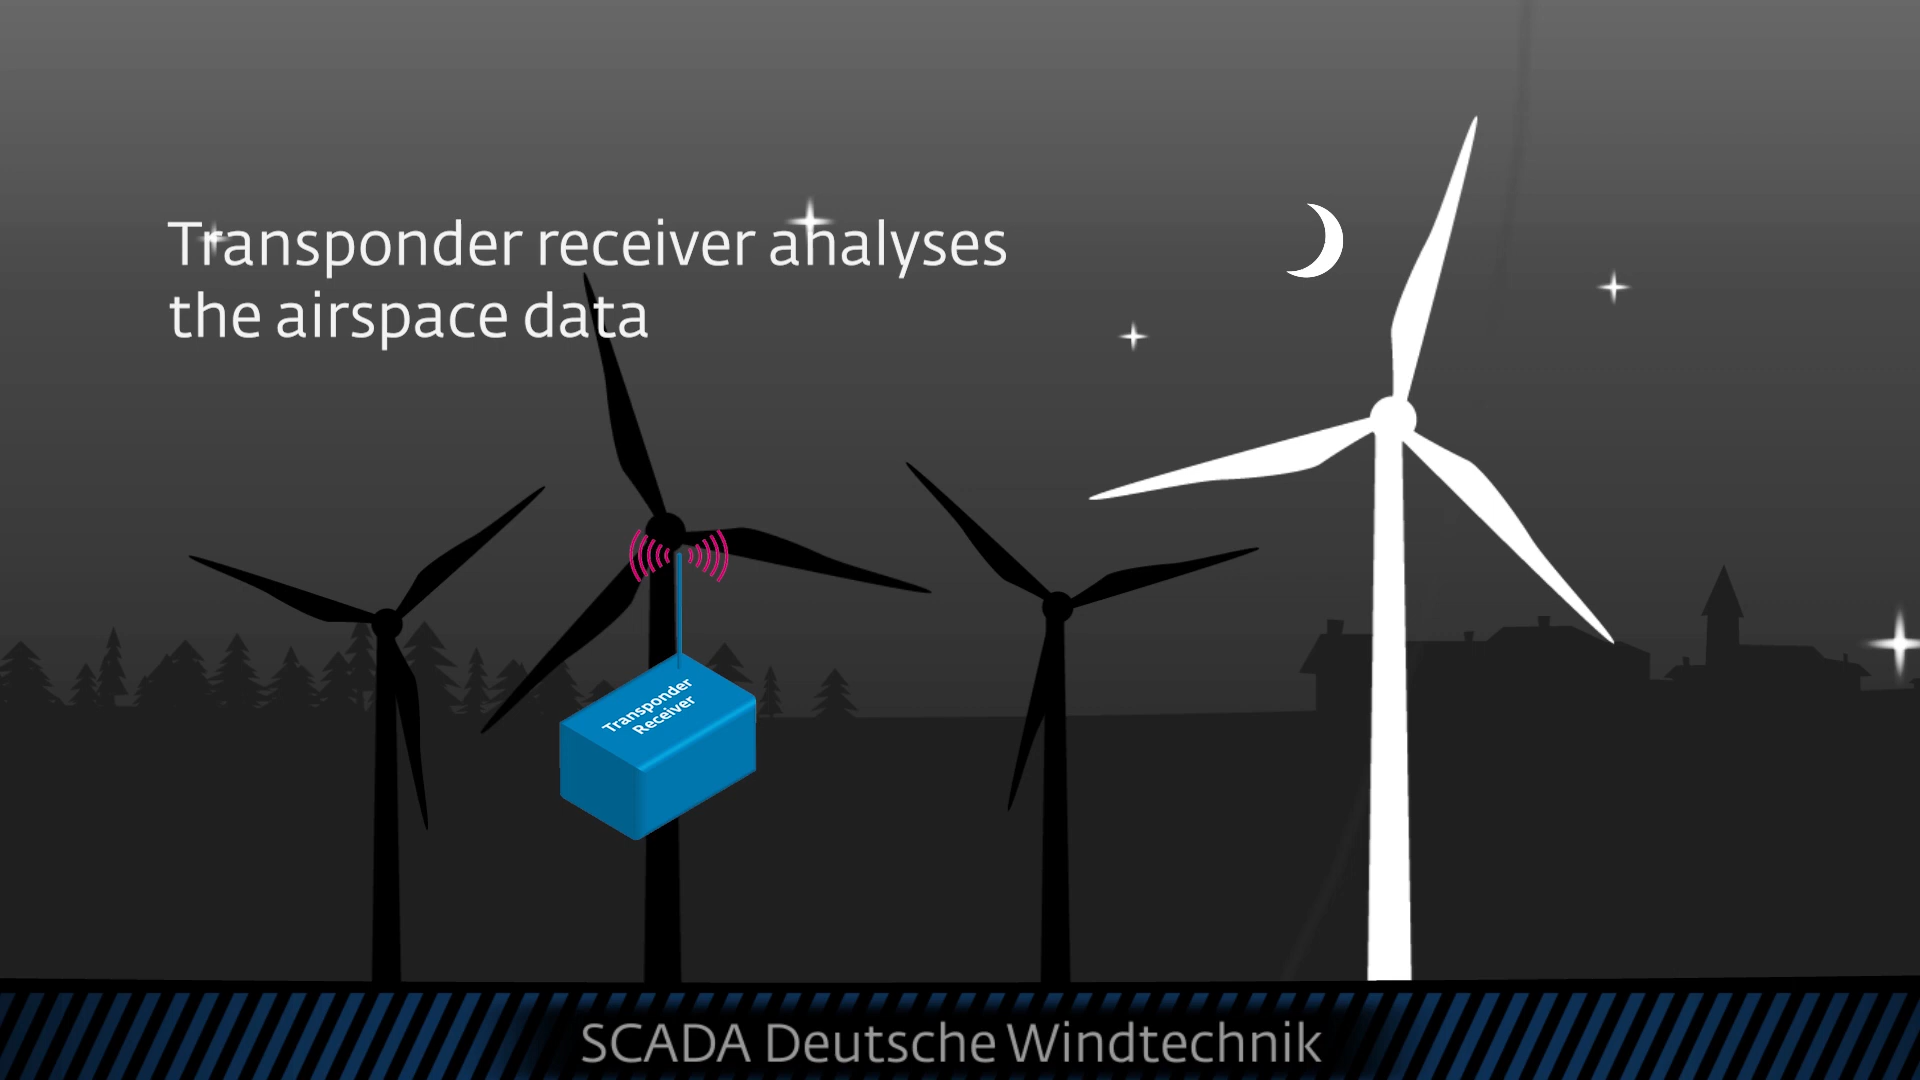 Transponder receiver analyses
the airspace data
Transponder
Receiver
SCADA Deutsche Windtechnik